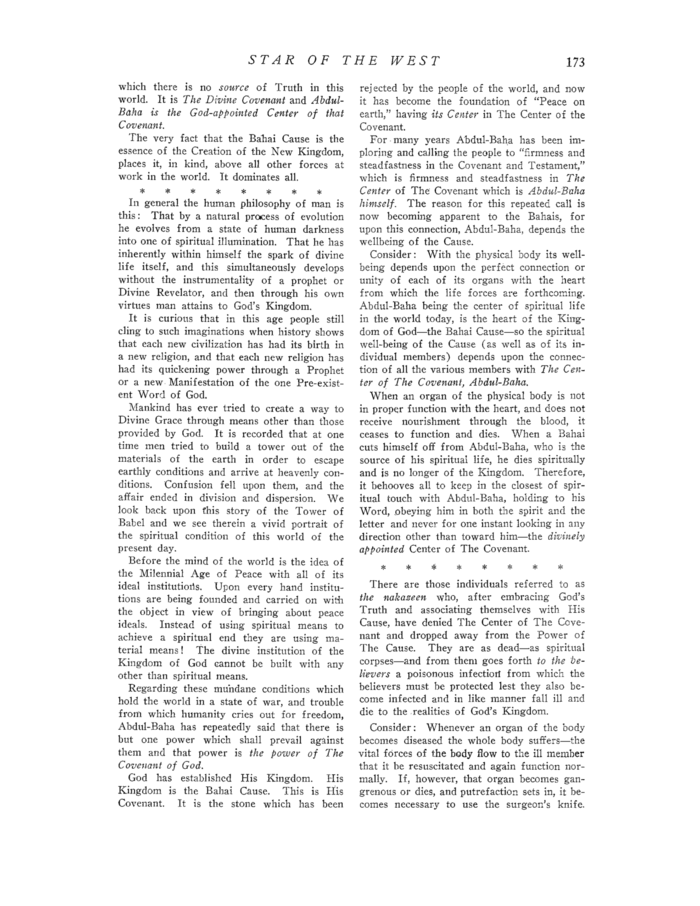 STAR OF THE WEST 173
which there is no source of Truth in this
world. It is The Divine Covenant and Abdul-
Baha is the God-appointed Center of that
Covenant.
The very fact that the Bahai Cause is the
essence of the Creation of the New Kingdom,
places it, in kind, above all other forces at
work in the world. It dominates all.
* * * * * * * *
In general the human philosophy of man is
this: That by a natural process of evolution
he evolves from a state of human darkness
into one of spiritual illumination. That he has
inherently within himself the spark of divine
life itself, and this simultaneously develops
without the instrumentality of a prophet or
Divine Revelator, and then through his own
virtues man attains to God's Kingdom.
It is curious that in this age people still
cling to such imaginations when history shows
that each new civilization has had its birth in
a new religion, and that each new religion has
had its quickening power through a Prophet
or a new Manifestation of the one Pre-exist-
ent Word of God.
Mankind has ever tried to create a way to
Divine Grace through means other than those
provided by God. It is recorded that at one
time men tried to build a tower out of the
materials of the earth in order to escape
earthly conditions and arrive at heavenly con-
ditions. Confusion fell upon them, and the
affair ended in division and dispersion. We
look back upon this story of the Tower of
Babel and we see therein a vivid portrait of
the spiritual condition of this world of the
present day.
Before the mind of the world is the idea of
the Milennial Age of Peace with all of its
ideal institutions. Upon every hand institu-
tions are being founded and carried on with
the object in view of bringing about peace
ideals. Instead of using spiritual means to
achieve a spiritual end they are using ma-
terial means! The divine institution of the
Kingdom of God cannot be built with any
other than spiritual means.
Regarding these mundane conditions which
hold the world in a state of war, and trouble
from which humanity cries out for freedom,
Abdul-Baha has repeatedly said that there is
but one power which shall prevail against
them and that power is the power of The
Covenant of God.
God has established His Kingdom. His
Kingdom is the Bahai Cause. This is His
Covenant. It is the stone which has been
rejected by the people of the world, and now
it has become the foundation of "Peace on
earth," having its Center in The Center of the
Covenant.
For many years Abdul-Baha has been im-
ploring and calling the people to "firmness and
steadfastness in the Covenant and Testament,"
which is firmness and steadfastness in The
Center of The Covenant which is Abdul-Baha
himself. The reason for this repeated call is
now becoming apparent to the Bahais, for
upon this connection, Abdul-Baha, depends the
wellbeing of the Cause.
Consider: With the physical body its well-
being depends upon the perfect connection or
unity of each of its organs with the heart
from which the life forces are forthcoming.
Abdul-Baha being the center of spiritual life
in the world today, is the heart of the King-
dom of God—the Bahai Cause—so the spiritual
well-being of the Cause (as well as of its in-
dividual members) depends upon the connec-
tion of all the various members with The Cen-
ter of The Covenant, Abdul-Baha.
When an organ of the physical body is not
in proper function with the heart, and does not
receive nourishment through the blood, it
ceases to function and dies. When a Bahai
cuts himself off from Abdul-Baha, who is the
source of his spiritual life, he dies spiritually
and is no longer of the Kingdom. Therefore,
it behooves all to keep in the closest of spir-
itual touch with Abdul-Baha, holding to his
Word, obeying him in both the spirit and the
letter and never for one instant looking in any
direction other than toward him—the divinely
appointed Center of The Covenant.
* * * * * * * *
There are those individuals referred to as
the nakazeen who, after embracing God's
Truth and associating themselves with His
Cause, have denied The Center of The Cove-
nant and dropped away from the Power of
The Cause. They are as dead—as spiritual
corpses—and from them goes forth to the be-
lievers a poisonous infection from which the
believers must be protected lest they also be-
come infected and in like manner fall ill and
die to the realities of God's Kingdom.
Consider: Whenever an organ of the body
becomes diseased the whole body suffers—the
vital forces of the body flow to the ill member
that it be resuscitated and again function nor-
mally. If, however, that organ becomes gan-
grenous or dies, and putrefaction sets in, it be-
comes necessary to use the surgeon's knife.